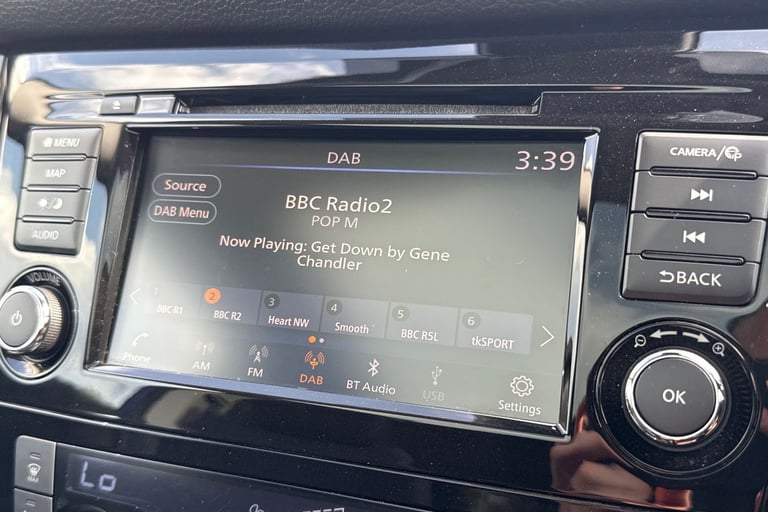 MENU
MAP
AUDIO
VOLUME
DAB
3:39
Source
DAB Menu
BBC Radio2
POP M
Now Playing: Get Down by Gene
Chandler
1
BBC R1
2
BBC R2
3
Heart NW
4
Smooth
5
BBC R5L
6
tkSPORT
Phone
AM
FM
DAB
BT Audio
USB
Settings
CAMERA/
BACK
OK
MAX
Lo